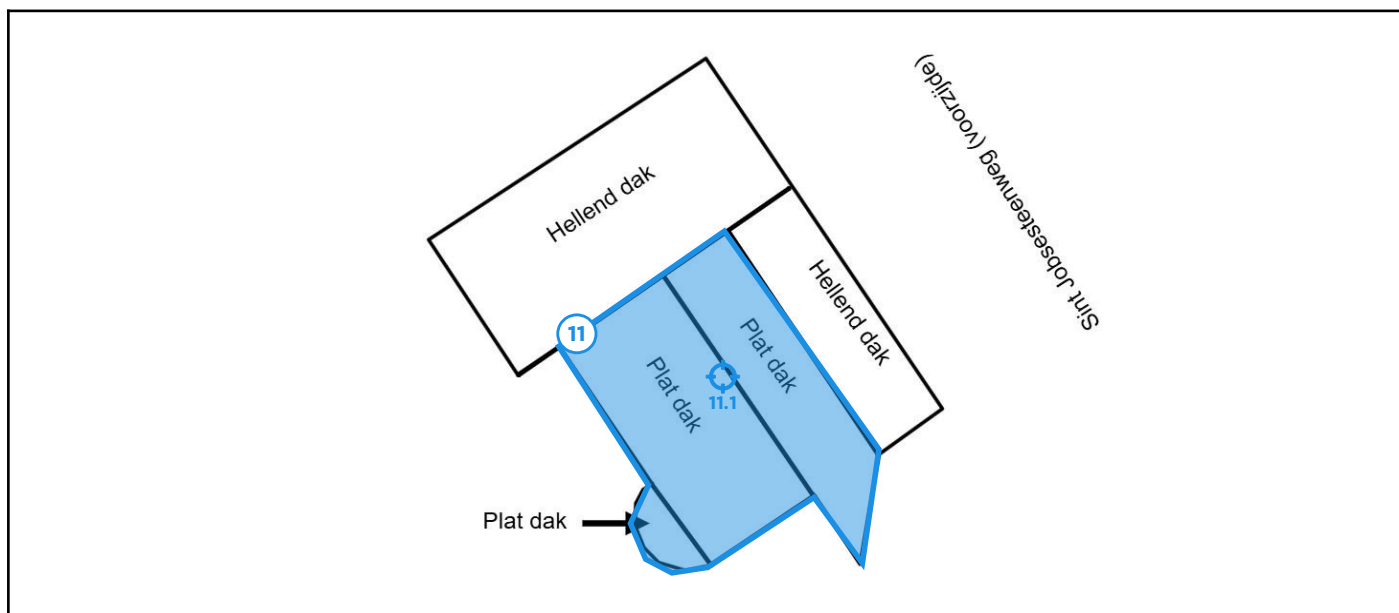 Sint Jobsesteenweg (voorzijde)
Hellend dak
Hellend dak
11
Plat dak
Plat dak
11.1
Plat dak